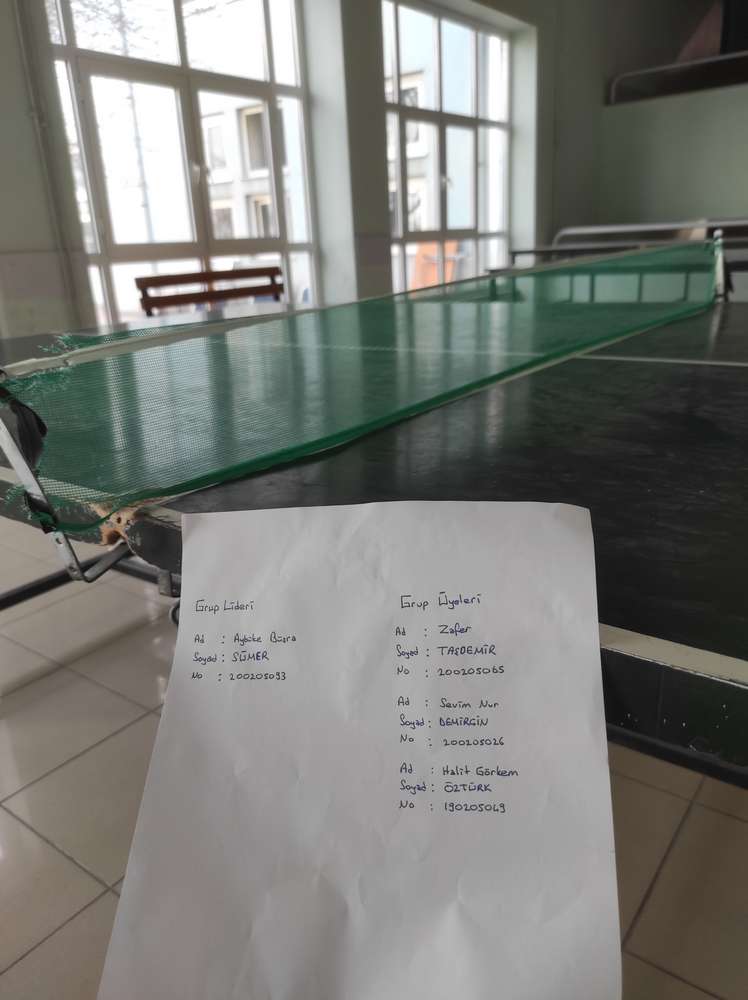 Grup Lideri
Ad : Aybüke Büşra
Soyad : SÜMER
No : 200205093
Grup Üyeleri
Ad : Zafer
Soyad : TAŞDEMİR
No : 200205065
Ad : Sevim Nur
Soyad : DEMİRGİN
No : 200205026
Ad : Halit Görkem
Soyad : ÖZTÜRK
No : 190205049